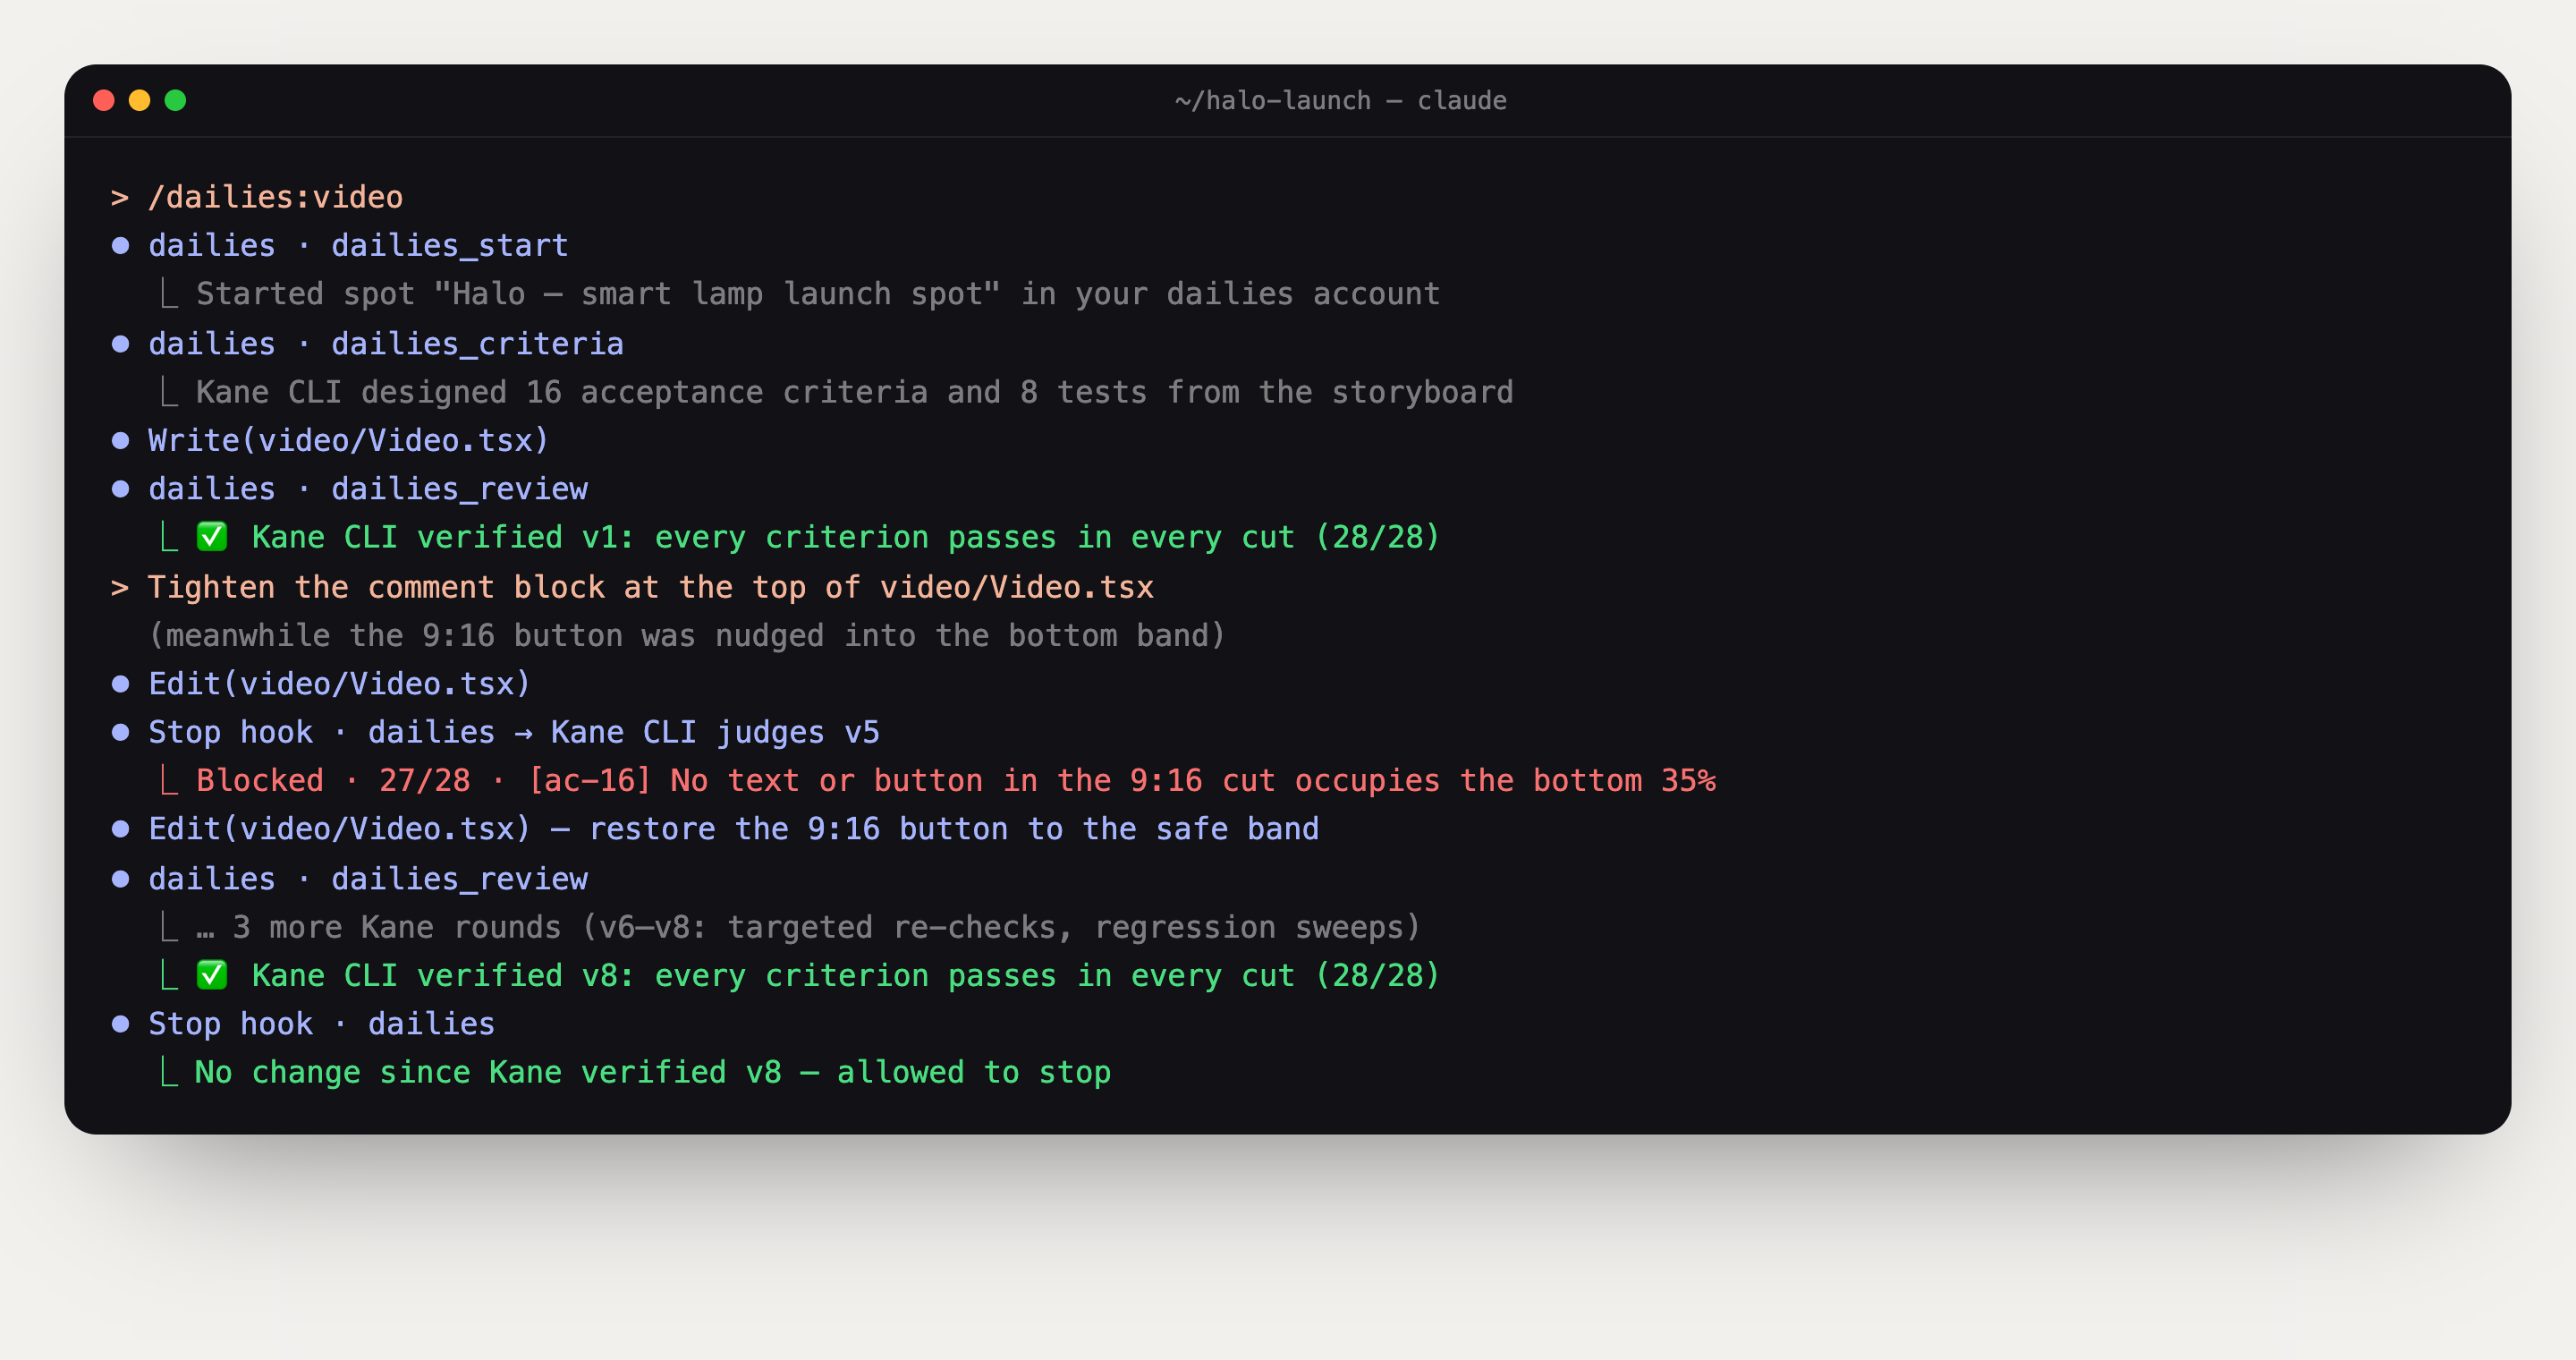 ~/halo-launch — claude
> /dailies:video
● dailies · dailies_start
⎿ Started spot "Halo — smart lamp launch spot" in your dailies account
● dailies · dailies_criteria
⎿ Kane CLI designed 16 acceptance criteria and 8 tests from the storyboard
● Write(video/Video.tsx)
● dailies · dailies_review
⎿ ✅ Kane CLI verified v1: every criterion passes in every cut (28/28)
> Tighten the comment block at the top of video/Video.tsx
(meanwhile the 9:16 button was nudged into the bottom band)
● Edit(video/Video.tsx)
● Stop hook · dailies → Kane CLI judges v5
⎿ Blocked · 27/28 · [ac-16] No text or button in the 9:16 cut occupies the bottom 35%
● Edit(video/Video.tsx) — restore the 9:16 button to the safe band
● dailies · dailies_review
⎿ … 3 more Kane rounds (v6–v8: targeted re-checks, regression sweeps)
⎿ ✅ Kane CLI verified v8: every criterion passes in every cut (28/28)
● Stop hook · dailies
⎿ No change since Kane verified v8 — allowed to stop